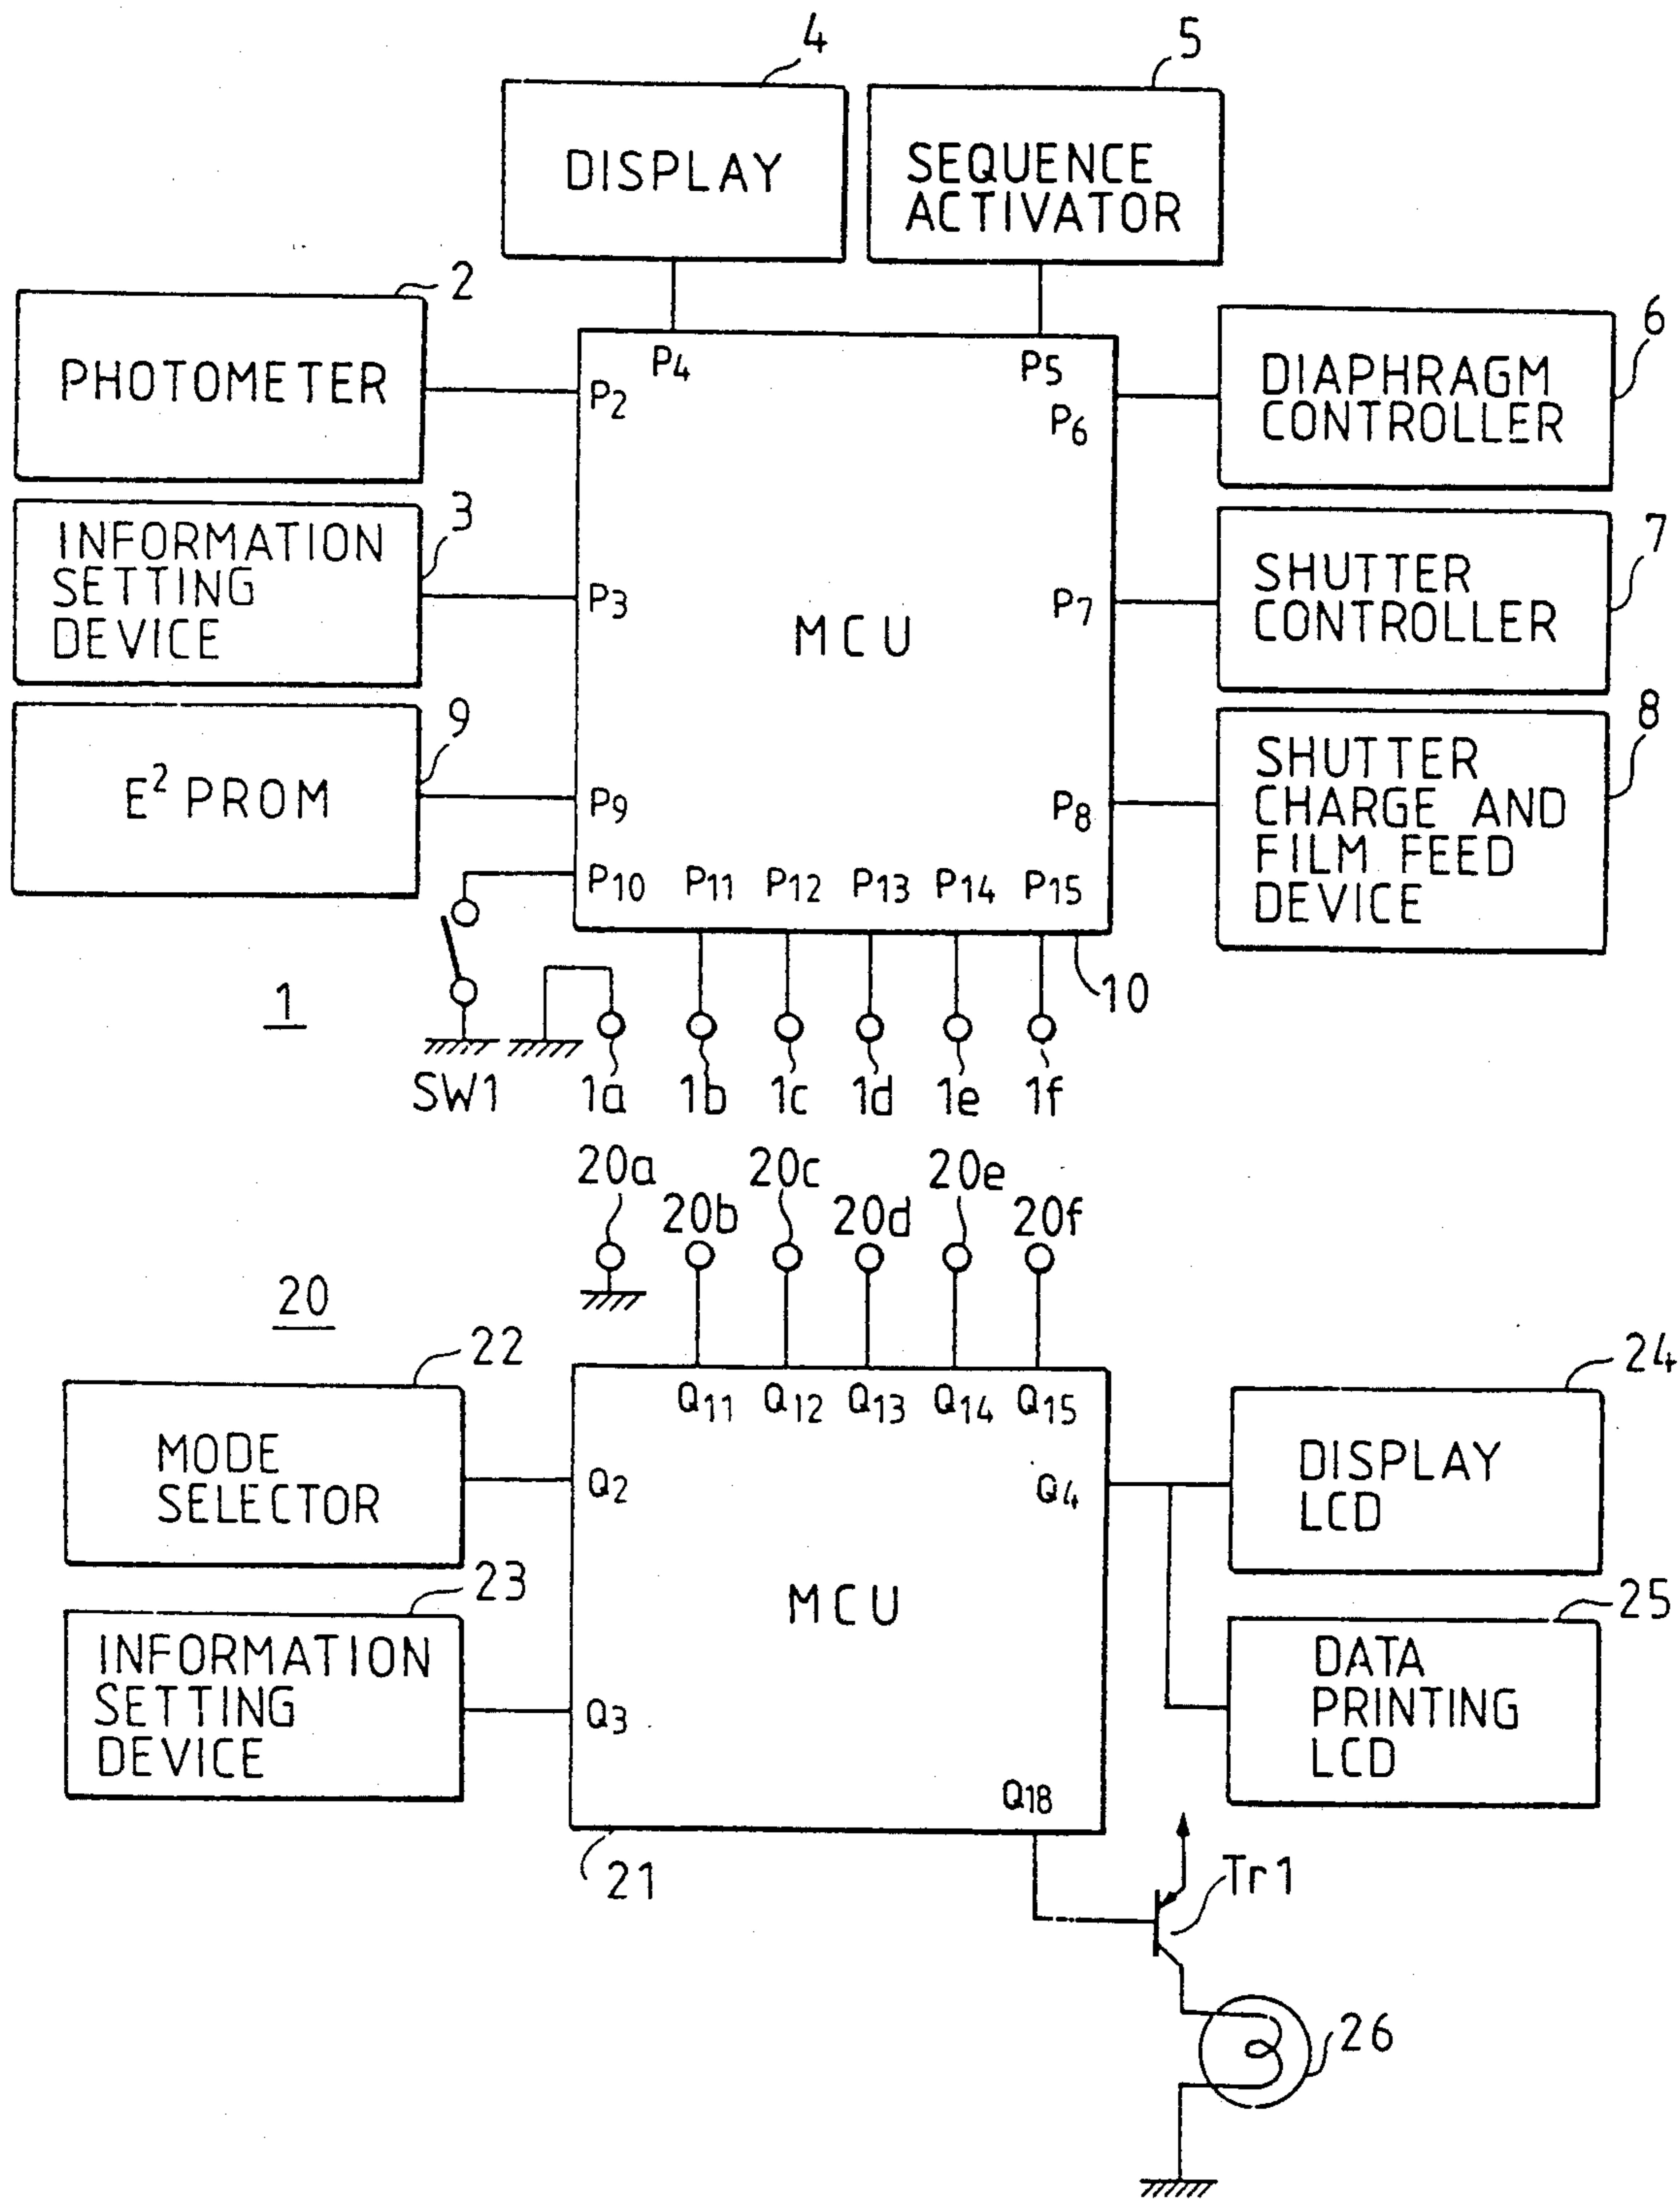 4
5
DISPLAY
SEQUENCE
ACTIVATOR
2
6
PHOTOMETER
P2
P4
P5
P6
DIAPHRAGM
CONTROLLER
3
7
INFORMATION
SETTING
DEVICE
P3
MCU
P7
SHUTTER
CONTROLLER
9
8
E² PROM
P9
P8
SHUTTER
CHARGE AND
FILM FEED
DEVICE
P10 P11 P12 P13 P14 P15
1
10
SW1 1a 1b 1c 1d 1e 1f
20a 20b 20c 20d 20e 20f
20
22
24
Q11 Q12 Q13 Q14 Q15
MODE
SELECTOR
Q2
Q4
DISPLAY
LCD
23
25
MCU
INFORMATION
SETTING
DEVICE
Q3
DATA
PRINTING
LCD
Q18
21
Tr1
26